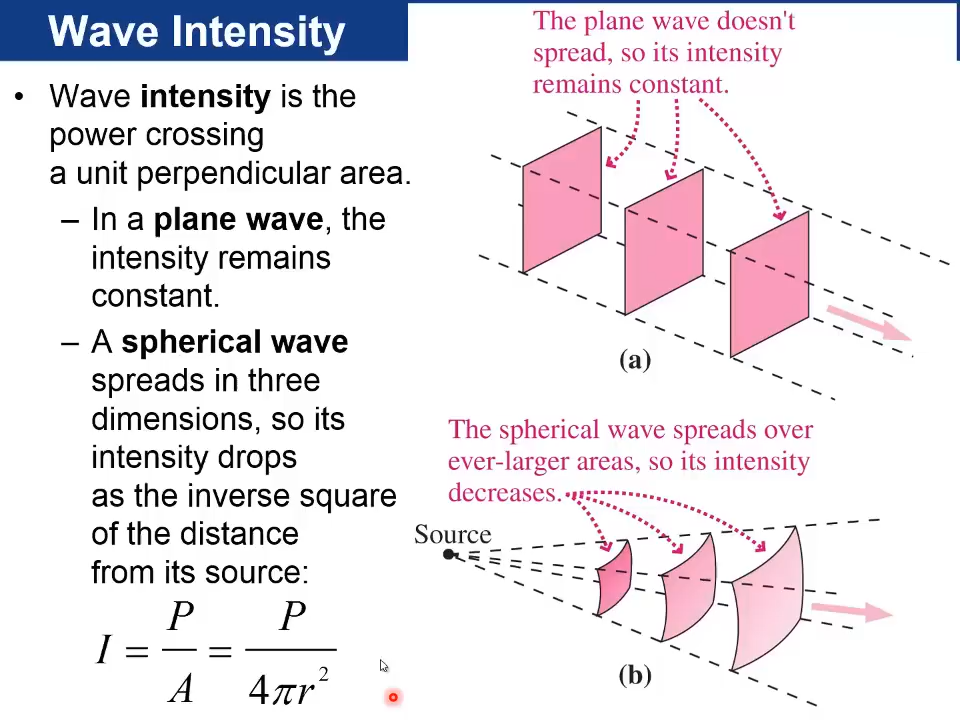 Wave Intensity
• Wave intensity is the
power crossing
a unit perpendicular area.
– In a plane wave, the
intensity remains
constant.
– A spherical wave
spreads in three
dimensions, so its
intensity drops
as the inverse square
of the distance
from its source:
I = P/A = P/4πr²
The plane wave doesn't
spread, so its intensity
remains constant.
(a)
The spherical wave spreads over
ever-larger areas, so its intensity
decreases.
Source
(b)